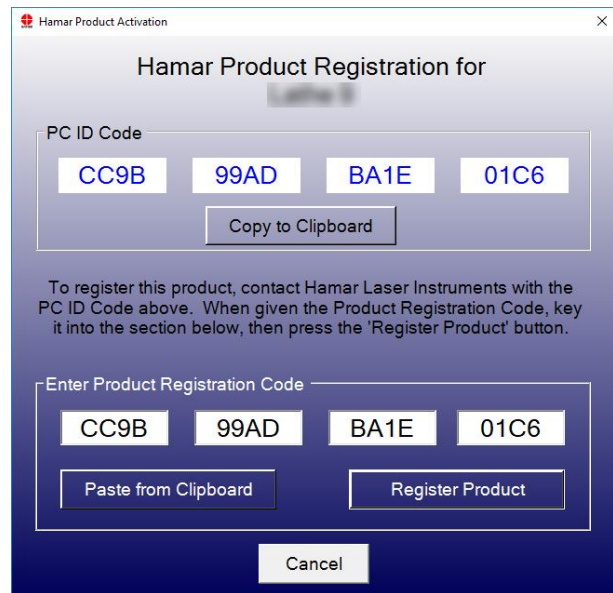 Hamar Product Activation
Hamar Product Registration for
PC ID Code
CC9B 99AD BA1E 01C6
Copy to Clipboard
To register this product, contact Hamar Laser Instruments with the
PC ID Code above. When given the Product Registration Code, key
it into the section below, then press the 'Register Product' button.
Enter Product Registration Code
CC9B 99AD BA1E 01C6
Paste from Clipboard Register Product
Cancel